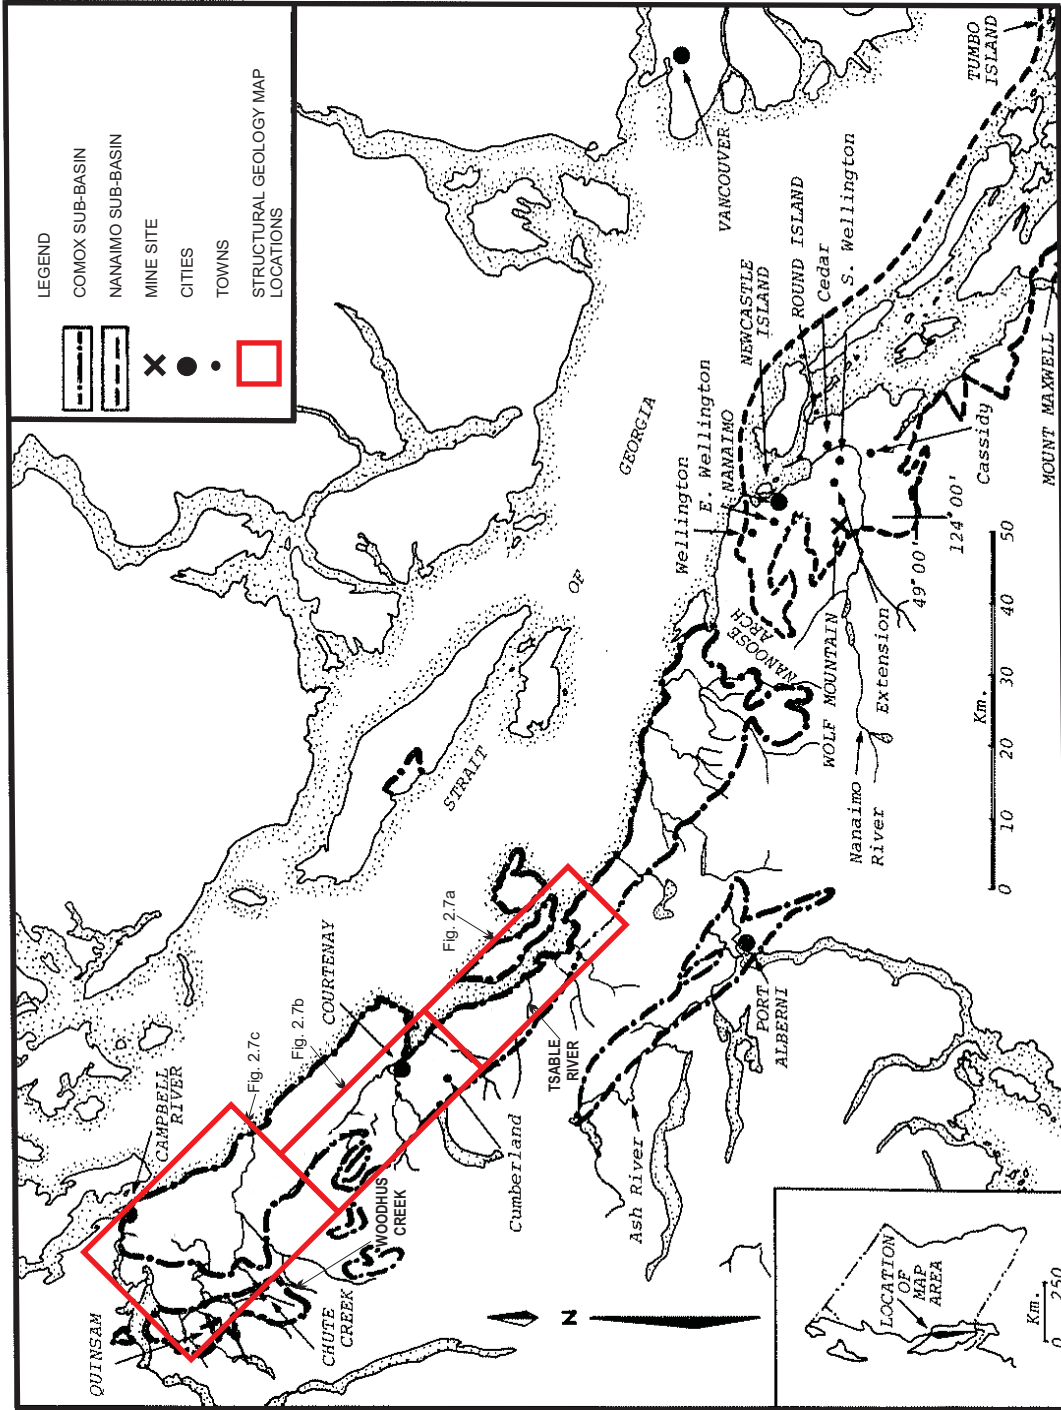 LEGEND
COMOX SUB-BASIN
NANAIMO SUB-BASIN
MINE SITE
CITIES
TOWNS
STRUCTURAL GEOLOGY MAP
LOCATIONS
TUMBO
ISLAND
VANCOUVER
NEWCASTLE
ISLAND
ROUND ISLAND
Cedar
S. Wellington
Wellington
E. Wellington
NANAIMO
GEORGIA
OF
STRAIT
MOUNT MAXWELL
Cassidy
124°00'
49°00'
NANOOSE
ARCH
WOLF MOUNTAIN
Extension
Nanaimo
River
Km.
0
10
20
30
40
50
Fig. 2.7a
COURTENAY
Fig. 2.7b
Fig. 2.7c
CAMPBELL
RIVER
TSABLE
RIVER
PORT
ALBERNI
Cumberland
Ash River
WOODHUS
CREEK
CHUTE
CREEK
QUINSAM
N
LOCATION
OF
MAP
AREA
Km.
0
250